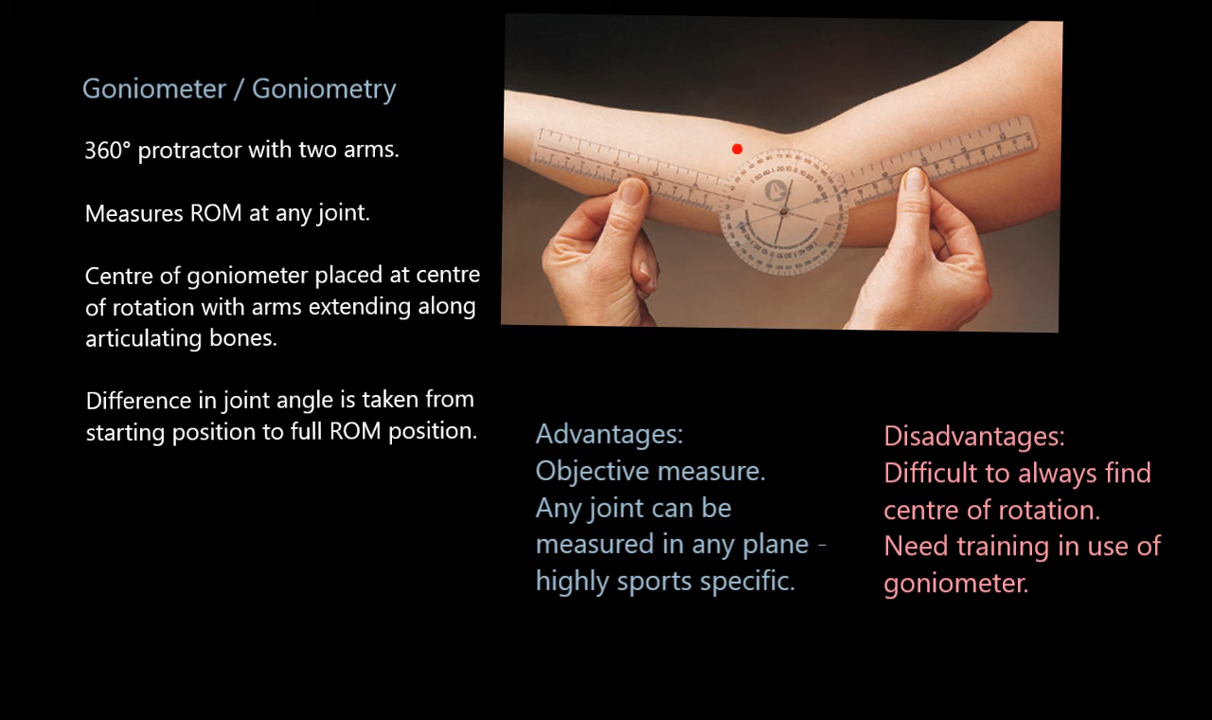 Goniometer / Goniometry
360° protractor with two arms.
Measures ROM at any joint.
Centre of goniometer placed at centre
of rotation with arms extending along
articulating bones.
Difference in joint angle is taken from
starting position to full ROM position.
Advantages:
Objective measure.
Any joint can be
measured in any plane -
highly sports specific.
Disadvantages:
Difficult to always find
centre of rotation.
Need training in use of
goniometer.